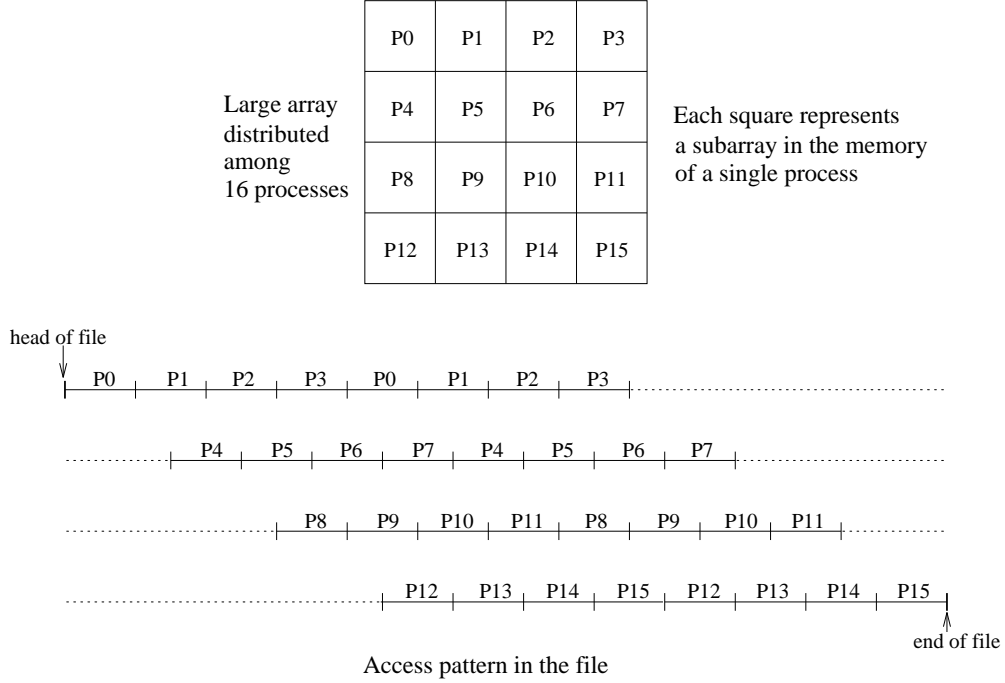 P0 P1 P2 P3
P4 P5 P6 P7
P8 P9 P10 P11
P12 P13 P14 P15
Large array
distributed
among
16 processes
Each square represents
a subarray in the memory
of a single process
head of file
P0 P1 P2 P3 P0 P1 P2 P3
P4 P5 P6 P7 P4 P5 P6 P7
P8 P9 P10 P11 P8 P9 P10 P11
P12 P13 P14 P15 P12 P13 P14 P15
end of file
Access pattern in the file